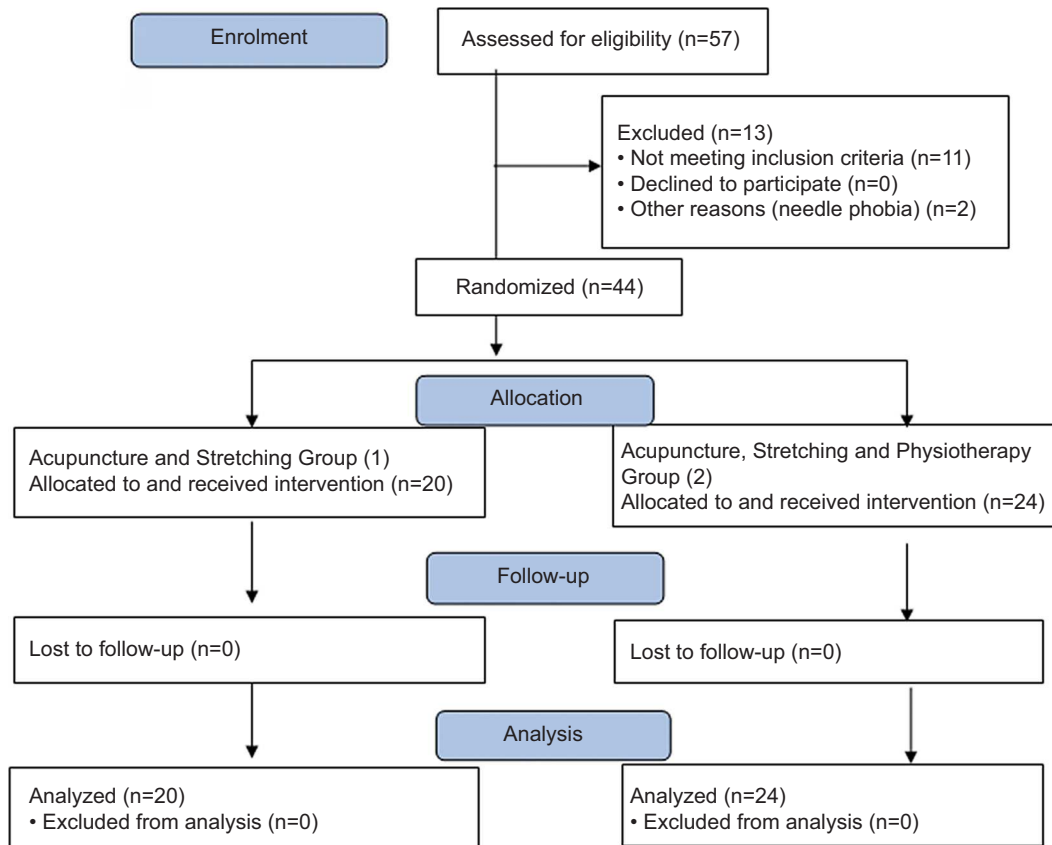 Enrolment
Assessed for eligibility (n=57)
Excluded (n=13)
• Not meeting inclusion criteria (n=11)
• Declined to participate (n=0)
• Other reasons (needle phobia) (n=2)
Randomized (n=44)
Allocation
Acupuncture and Stretching Group (1)
Allocated to and received intervention (n=20)
Acupuncture, Stretching and Physiotherapy
Group (2)
Allocated to and received intervention (n=24)
Follow-up
Lost to follow-up (n=0)
Lost to follow-up (n=0)
Analysis
Analyzed (n=20)
• Excluded from analysis (n=0)
Analyzed (n=24)
• Excluded from analysis (n=0)